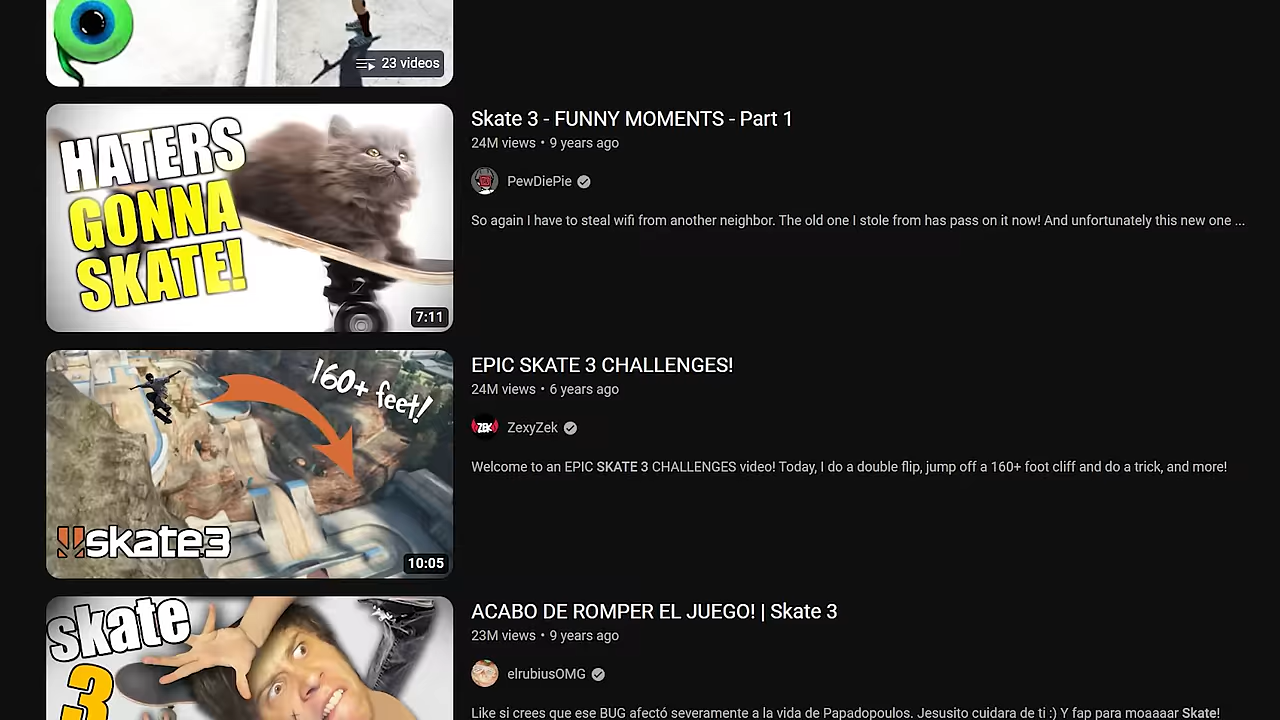 23 videos
HATERS
GONNA
SKATE!
7:11
Skate 3 - FUNNY MOMENTS - Part 1
24M views • 9 years ago
PewDiePie
So again I have to steal wifi from another neighbor. The old one I stole from has pass on it now! And unfortunately this new one ...
160+ feet!
skate3
10:05
EPIC SKATE 3 CHALLENGES!
24M views • 6 years ago
ZEK
ZexyZek
Welcome to an EPIC SKATE 3 CHALLENGES video! Today, I do a double flip, jump off a 160+ foot cliff and do a trick, and more!
skate
3
ACABO DE ROMPER EL JUEGO! | Skate 3
23M views • 9 years ago
elrubiusOMG
Like si crees que ese BUG afectó severamente a la vida de Papadopoulos. Jesusito cuidara de ti :) Y fap para moaaaar Skate!